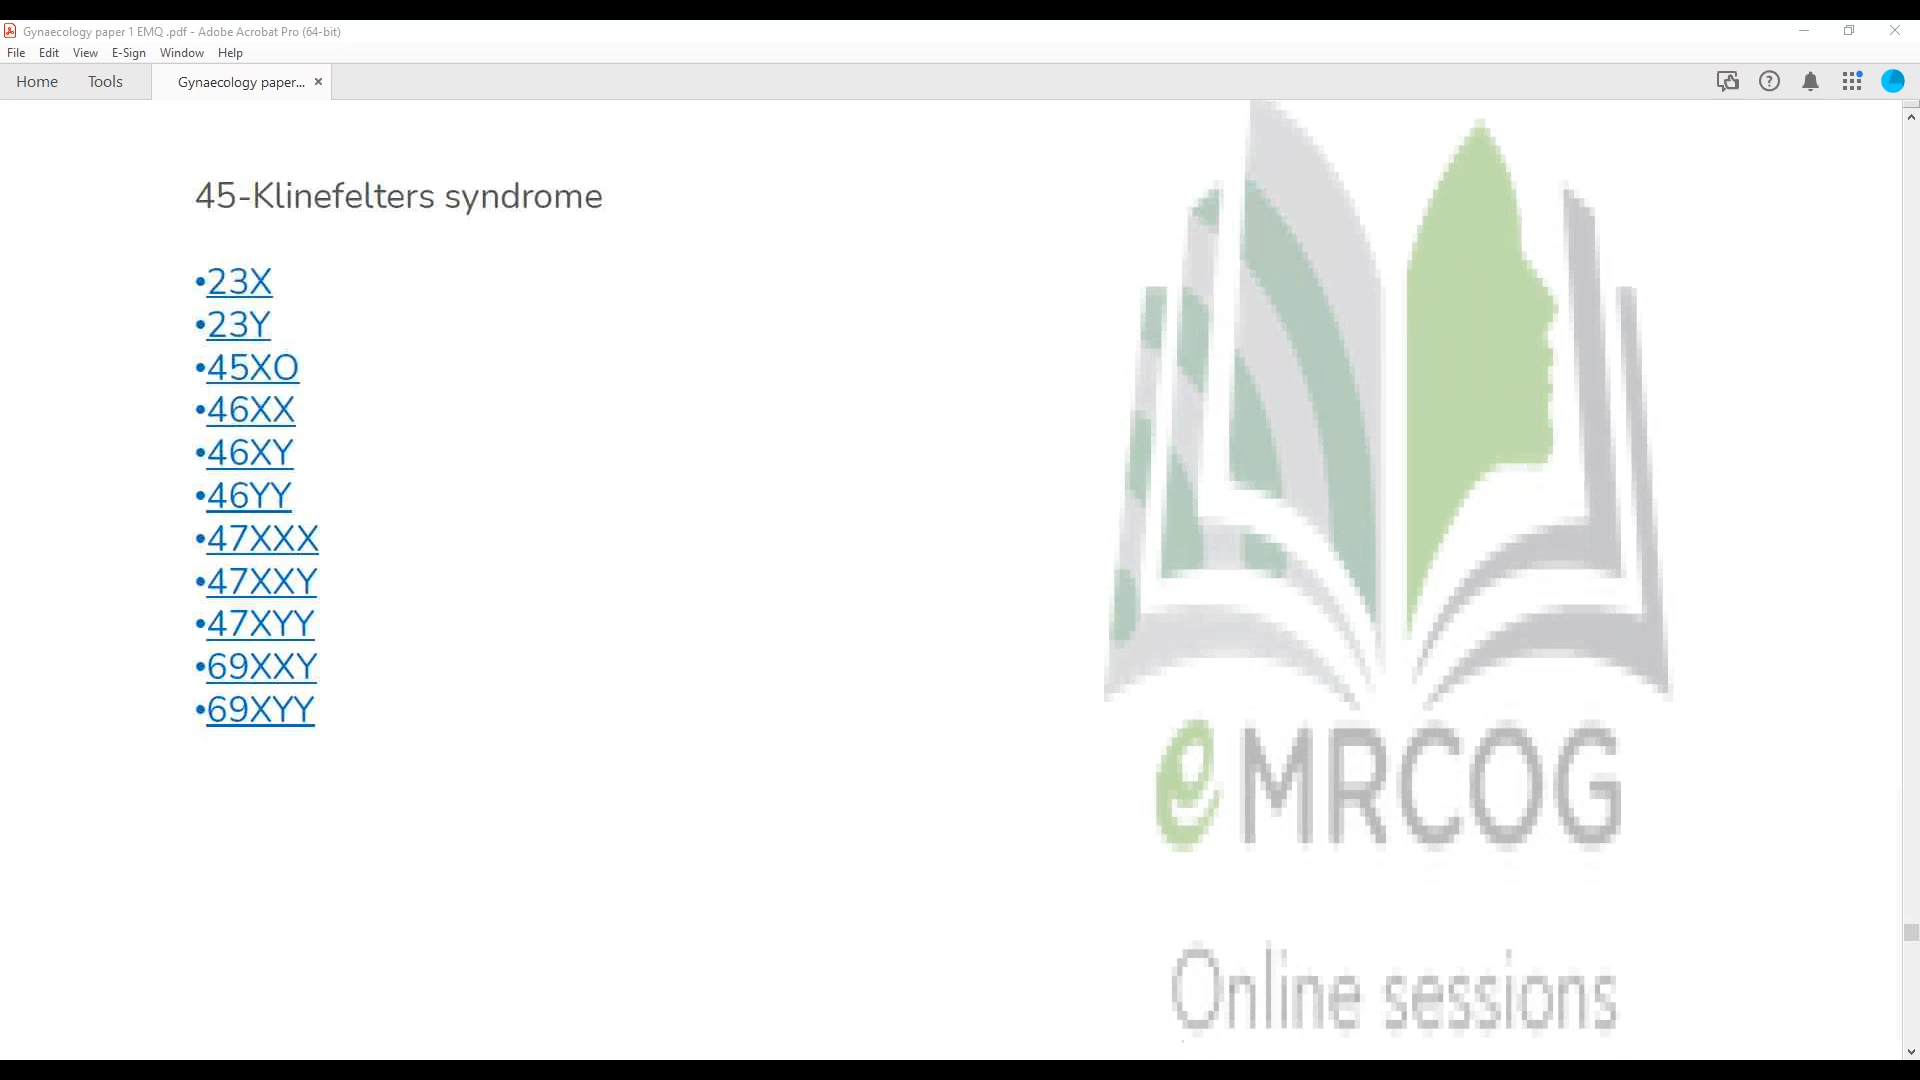 Gynaecology paper 1 EMQ .pdf - Adobe Acrobat Pro (64-bit)
File Edit View E-Sign Window Help
Home Tools Gynaecology paper... ×
45-Klinefelters syndrome
•23X
•23Y
•45XO
•46XX
•46XY
•46YY
•47XXX
•47XXY
•47XYY
•69XXY
•69XYY
eMRCOG
Online sessions